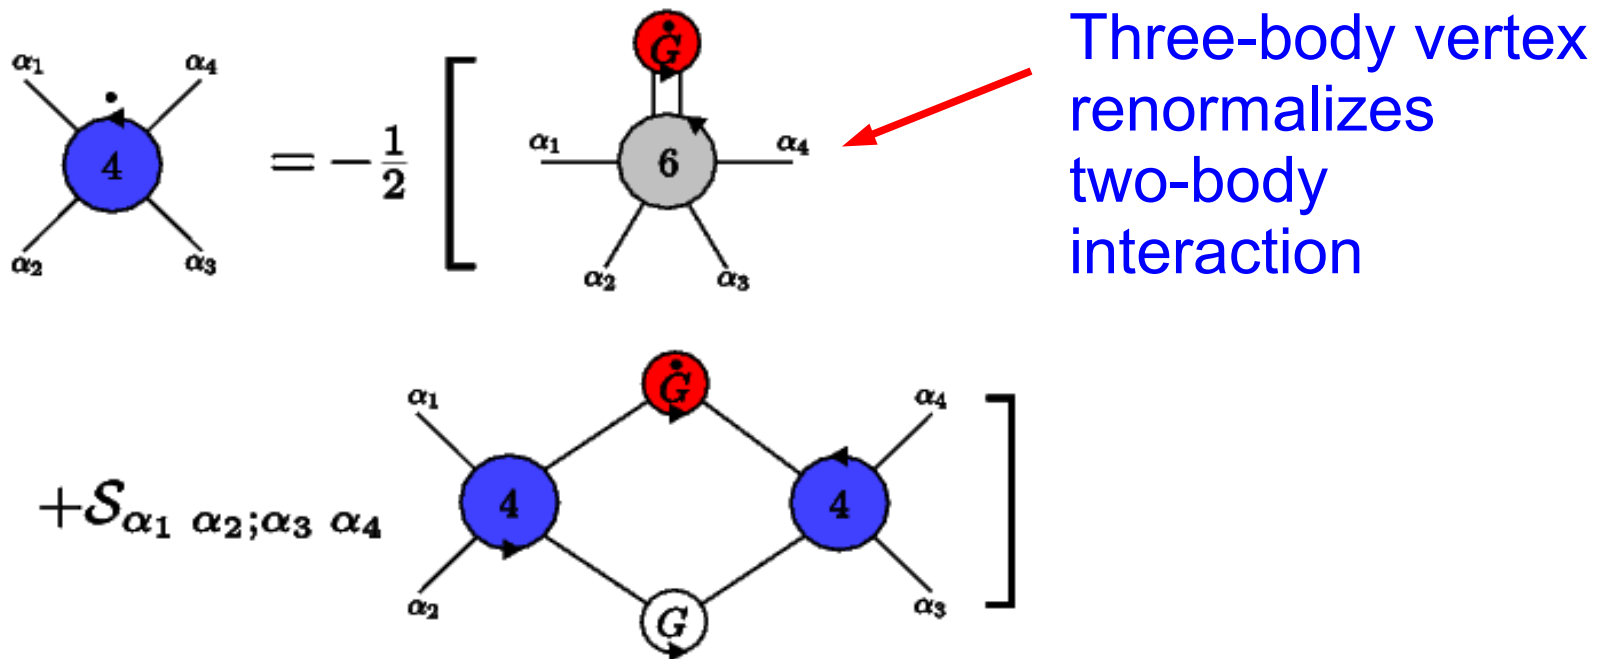 Three-body vertex
renormalizes
two-body
interaction
Ġ
α₁ α₄
4
= −½ [
α₁ 6 α₄
α₂ α₃
α₂ α₃
Ġ
α₁ α₄
+𝒮α₁ α₂;α₃ α₄ 4 4 ]
α₂ α₃
G